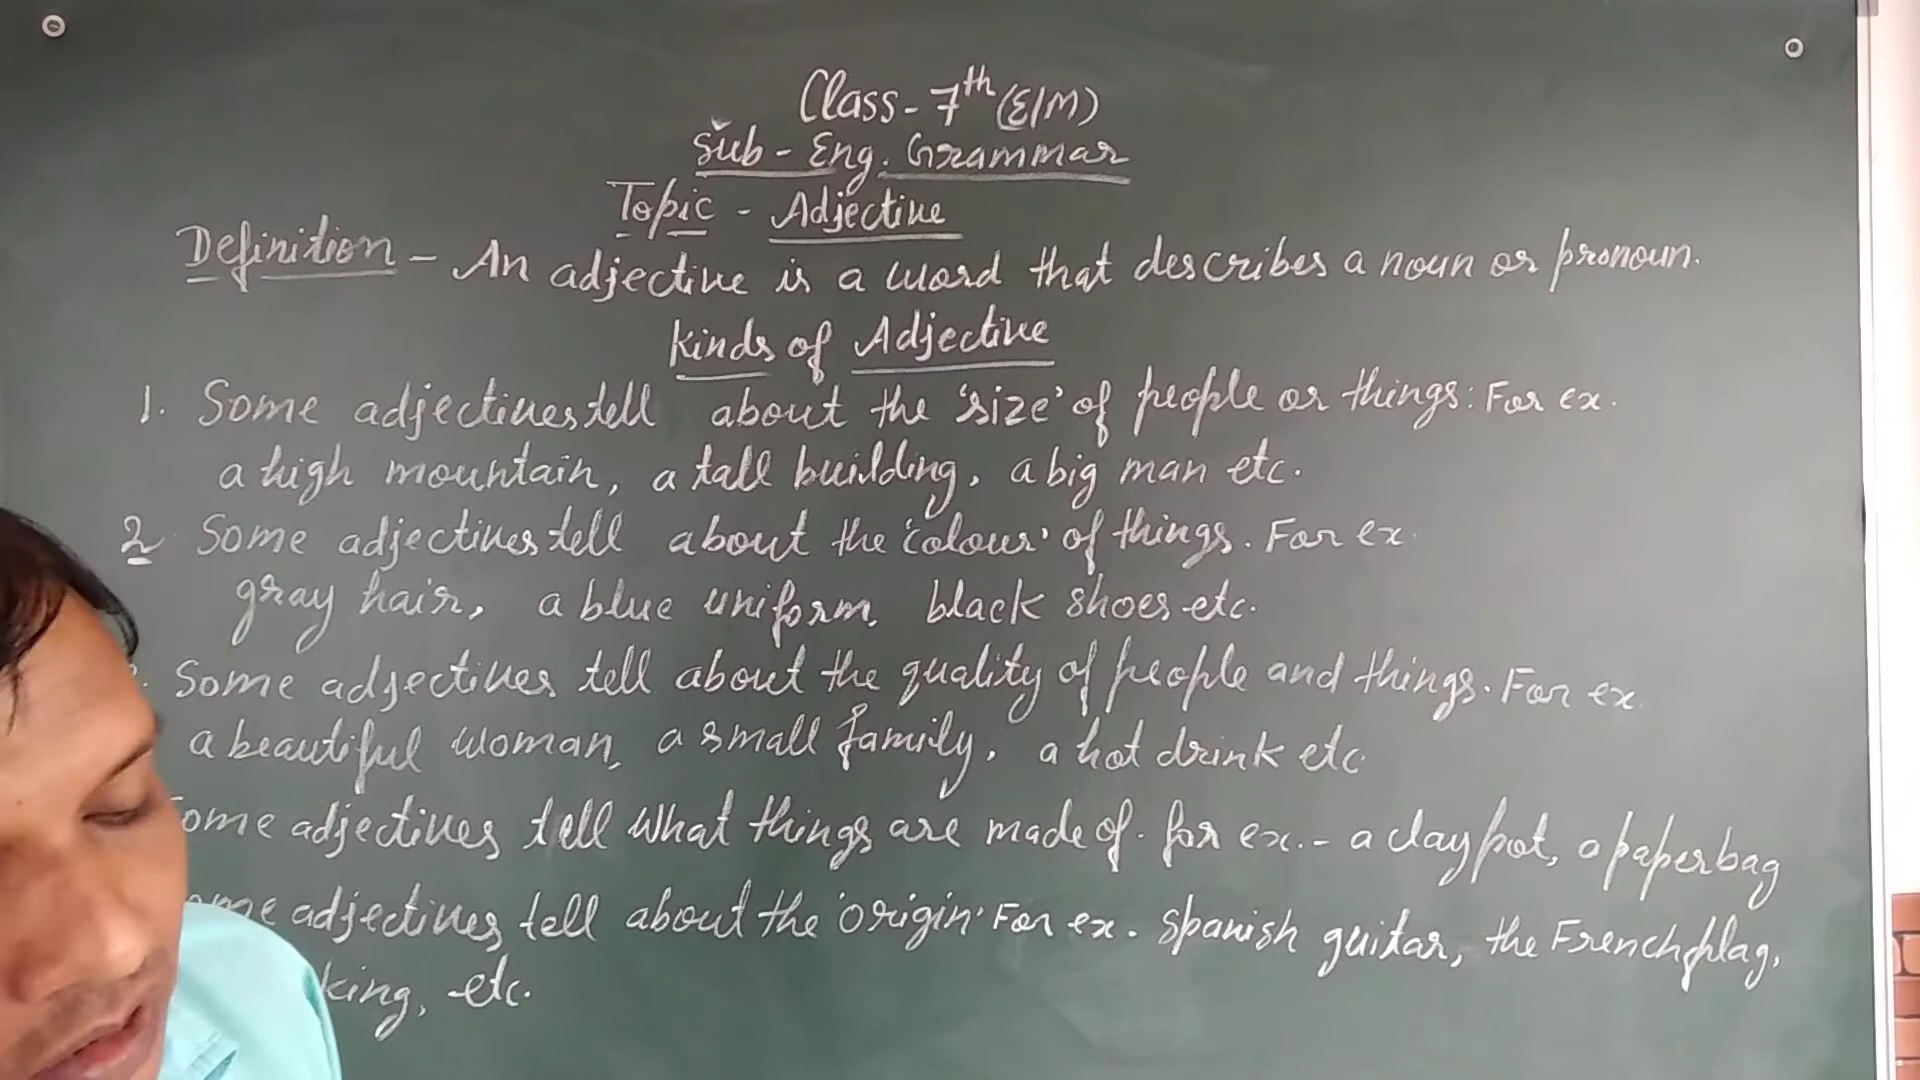 Class - 7th (E/M)
Sub - Eng. Grammar
Topic - Adjective
Definition - An adjective is a word that describes a noun or pronoun.
Kinds of Adjective
1. Some adjectives tell about the 'size' of people or things: For ex.
a high mountain, a tall building, a big man etc.
2 Some adjectives tell about the 'colour' of things. For ex.
gray hair, a blue uniform, black shoes etc.
Some adjectives tell about the quality of people and things. For ex.
a beautiful woman, a small family, a hot drink etc.
adjectives tell what things are made of. for ex. - a clay pot, a paper bag
adjectives tell about the 'origin' For ex. Spanish guitar, the French flag,
king, etc.